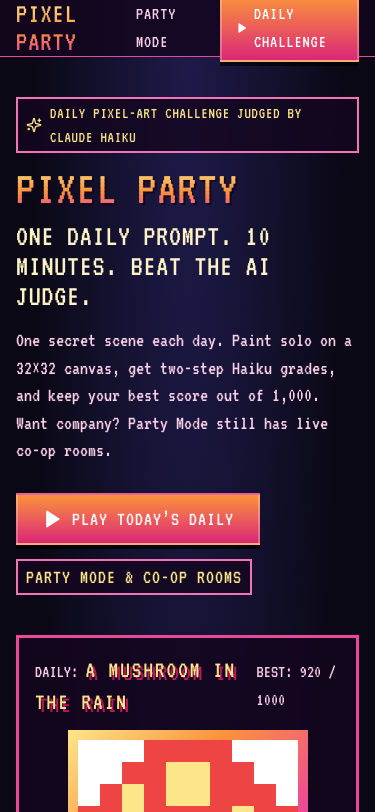 PIXEL
PARTY
PARTY
MODE
DAILY
CHALLENGE
DAILY PIXEL-ART CHALLENGE JUDGED BY
CLAUDE HAIKU
PIXEL PARTY
ONE DAILY PROMPT. 10
MINUTES. BEAT THE AI
JUDGE.
One secret scene each day. Paint solo on a
32×32 canvas, get two-step Haiku grades,
and keep your best score out of 1,000.
Want company? Party Mode still has live
co-op rooms.
PLAY TODAY'S DAILY
PARTY MODE & CO-OP ROOMS
DAILY: A MUSHROOM IN
THE RAIN
BEST: 920 /
1000